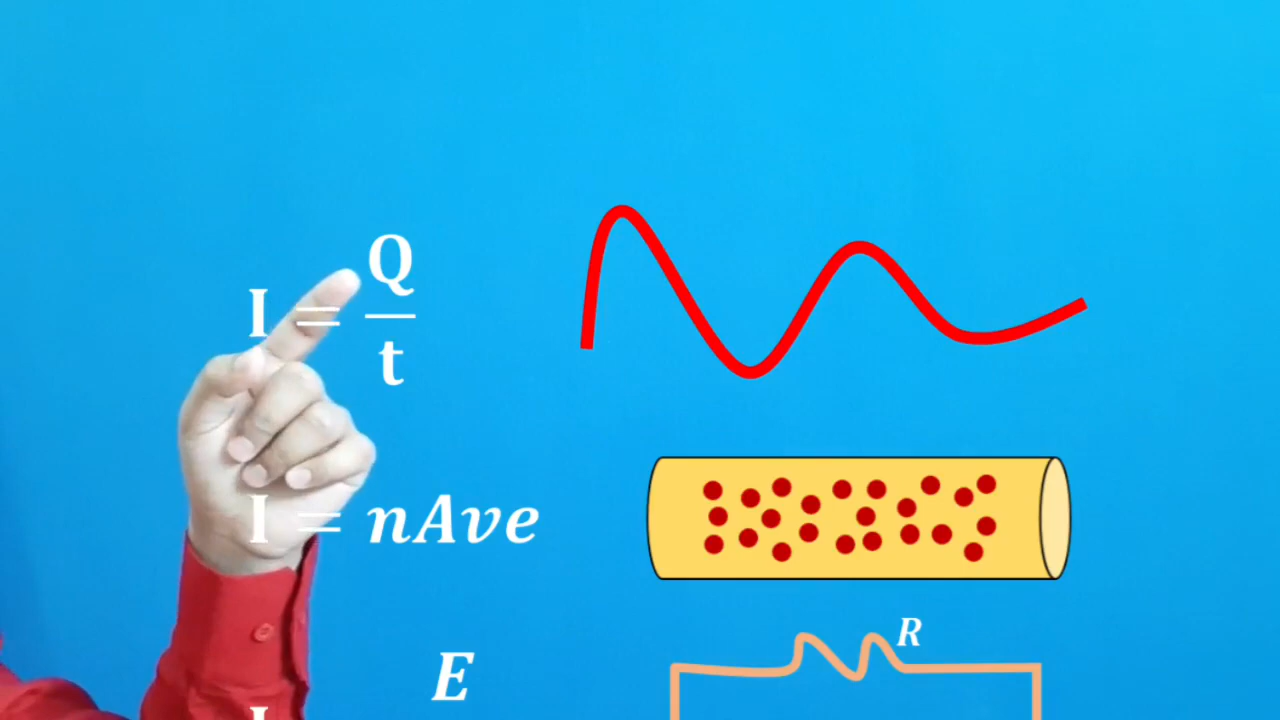 I = Q/t
I = nAve
R
E
I